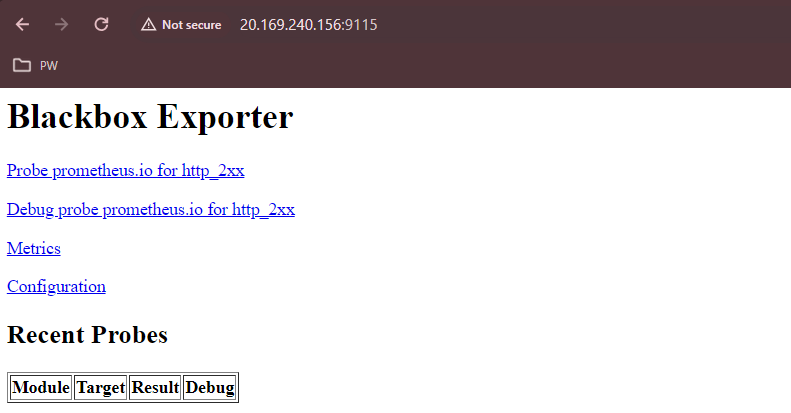 Not secure 20.169.240.156:9115
PW
Blackbox Exporter
Probe prometheus.io for http_2xx
Debug probe prometheus.io for http_2xx
Metrics
Configuration
Recent Probes
Module Target Result Debug